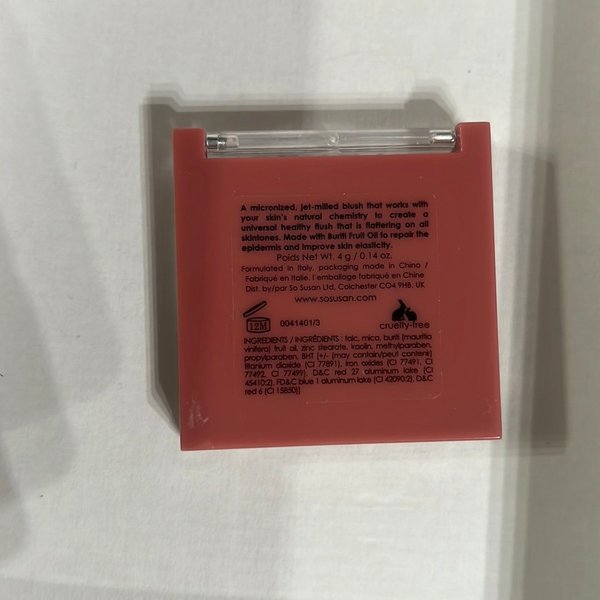 A micronized, jet-milled blush that works with
your skin's natural chemistry to create a
universal healthy flush that is flattering on all
skintones. Made with Buriti Fruit Oil to repair the
epidermis and improve skin elasticity.
Poids Net Wt. 4 g / 0.14 oz.
Formulated in Italy, packaging made in China /
Fabriqué en Italie, l'emballage fabriqué en Chine
Dist. by/par So Susan Ltd, Colchester CO4 9HB, UK
www.sosusan.com
12M
0041401/3
cruelty-free
INGREDIENTS / INGRÉDIENTS : talc, mica, buriti (mauritia
vinifera) fruit oil, zinc stearate, kaolin, methylparaben,
propylparaben, BHT [+/- (may contain/peut contenir)
titanium dioxide (CI 77891), iron oxides (CI 77491, CI
77492, CI 77499), D&C red 27 aluminum lake (CI
45410:2), FD&C blue 1 aluminum lake (CI 42090:2), D&C
red 6 (CI 15850)]